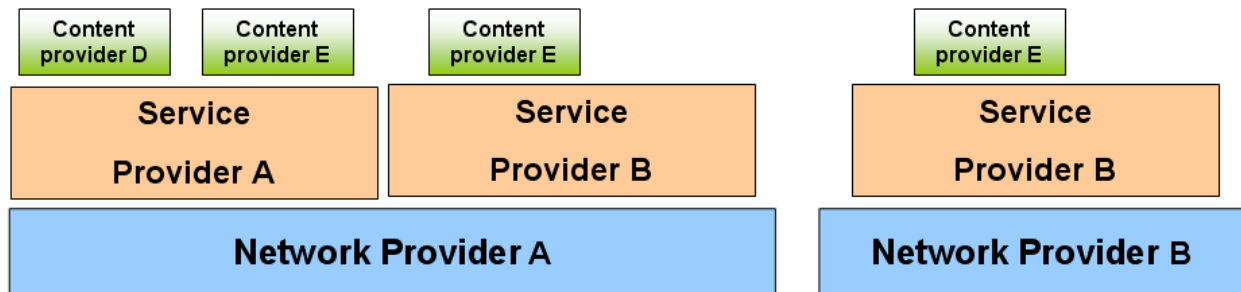 Content
provider D
Content
provider E
Content
provider E
Content
provider E
Service
Provider A
Service
Provider B
Service
Provider B
Network Provider A
Network Provider B